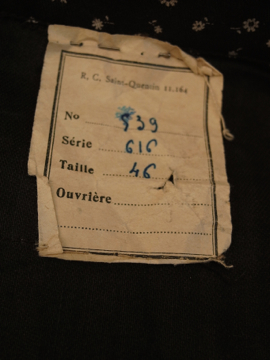 R. C. Saint-Quentin 11.164
No 939
Série 616
Taille 46
Ouvrière